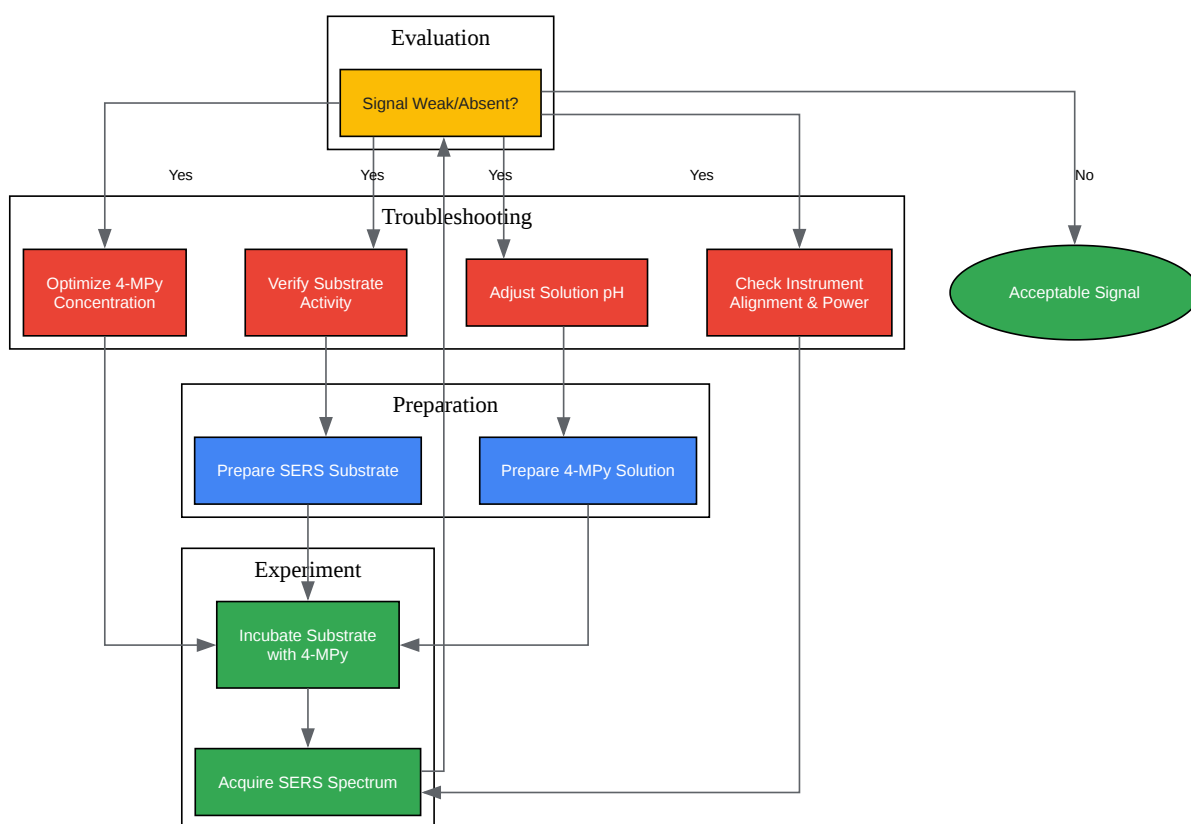 Evaluation
Signal Weak/Absent?
Yes
Yes
Yes
Yes
No
Troubleshooting
Optimize 4-MPy
Concentration
Verify Substrate
Activity
Adjust Solution pH
Check Instrument
Alignment & Power
Acceptable Signal
Preparation
Prepare SERS Substrate
Prepare 4-MPy Solution
Experiment
Incubate Substrate
with 4-MPy
Acquire SERS Spectrum